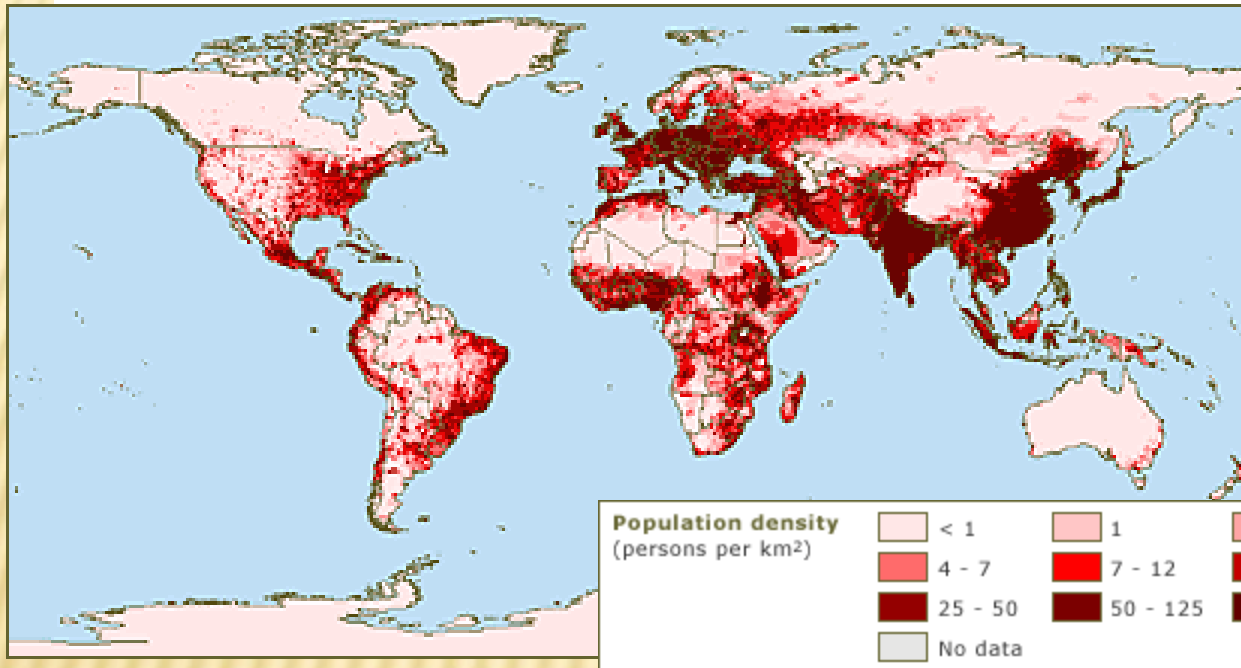 Population density
(persons per km²)
< 1
1
4 - 7
7 - 12
25 - 50
50 - 125
No data